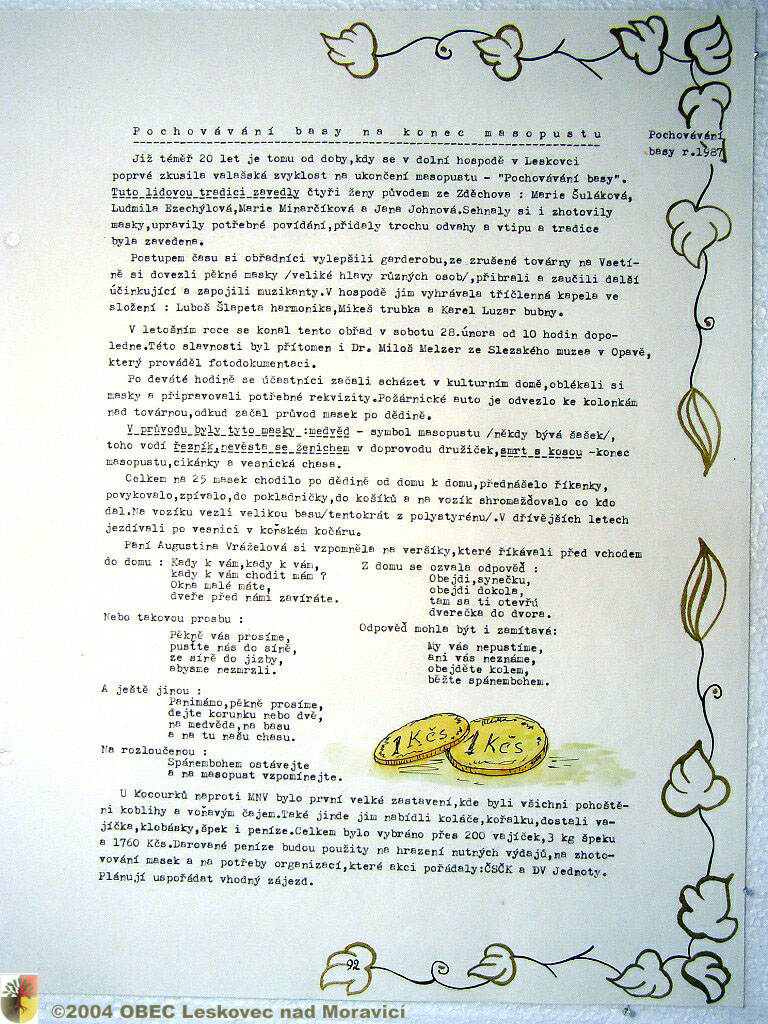 Pochovávání basy na konec masopustu
Pochovávání
basy r.1987
Již téměř 20 let je tomu od doby,kdy se v dolní hospodě v Leskovci
poprvé zkusila valašská zvyklost na ukončení masopustu - "Pochovávání basy".
Tuto lidovou tradici zavedly čtyři ženy původem ze Zděchova : Marie Šuláková,
Ludmila Ezechýlova,Marie Minarčíková a Jana Johnová.Sehnaly si i zhotovily
masky,upravily potřebné povídání,přidaly trochu odvahy a vtipu a tradice
byla zavedena.
Postupem času si obřadníci vylepšili garderobu,ze zrušené továrny na Vsetí-
ně si dovezli pěkné masky /veliké hlavy různých osob/,přibrali a zaučili další
účinkující a zapojili muzikanty.V hospodě jim vyhrávala tříčlenná kapela ve
složení : Luboš Šlapeta harmonika,Mikeš trubka a Karel Luzar bubny.
V letošním roce se konal tento obřad v sobotu 28.února od 10 hodin dopo-
ledne.Této slavnosti byl přítomen i Dr. Miloš Melzer ze Slezského muzea v Opavě,
který prováděl fotodokumentaci.
Po deváté hodině se účastníci začali scházet v kulturním domě,oblékali si
masky a připravovali potřebné rekvizity.Požárnické auto je odvezlo ke kolonkám
nad továrnou,odkud začal průvod masek po dědině.
V průvodu byly tyto masky :medvěd - symbol masopustu /někdy bývá šašek/,
toho vodí řezník,nevěsta se ženichem v doprovodu družiček,smrt s kosou -konec
masopustu,cikánky a vesnická chasa.
Celkem na 25 masek chodilo po dědině od domu k domu,přednášelo říkanky,
povykovalo,zpívalo,do pokladničky,do košíků a na vozík shromažďovalo co kdo
dal.Na vozíku vezli velikou basu/tentokrát z polystyrénu/.V dřívějších letech
jezdívali po vesnici v koňském kočáru.
Paní Augustina Vráželová si vzpomněla na veršíky,které říkávali před vchodem
do domu : Kady k vám,kady k vám,
kady k vám chodit mám ?
Okna malé máte,
dveře před námi zavíráte.
Z domu se ozvala odpověď :
Obejdi,synečku,
obejdi dokola,
tam sa ti otevřú
dverečka do dvora.
Nebo takovou prosbu :
Pěkně vás prosíme,
pustte nás do síně,
ze síně do jizby,
abysme nezmrzli.
Odpověď mohla být i zamítavá:
My vás nepustíme,
ani vás neznáme,
obejděte kolem,
běžte spánembohem.
A ještě jinou :
Panimámo,pěkně prosíme,
dejte korunku nebo dvě,
na medvěda,na basu
a na tu našu chasu.
Na rozloučenou :
Spánembohem ostávejte
a na masopust vzpomínejte.
1 Kčs
1 Kčs
U Kocourků naproti MNV bylo první velké zastavení,kde byli všichni pohoště-
ni koblihy a voňavým čajem.Také jinde jim nabídli koláče,kořalku,dostali va-
jíčka,klobásky,špek i peníze.Celkem bylo vybráno přes 200 vajíček,3 kg špeku
a 1760 Kčs.Darované peníze budou použity na hrazení nutných výdajů,na zhoto-
vování masek a na potřeby organizací,které akci pořádaly:ČSČK a DV Jednoty.
Plánují uspořádat vhodný zájezd.
92
©2004 OBEC Leskovec nad Moravicí